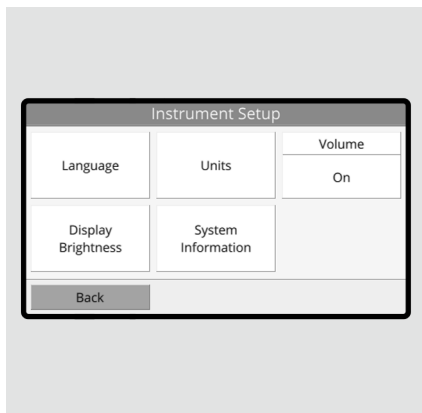 Instrument Setup
Language
Units
Volume
On
Display
Brightness
System
Information
Back